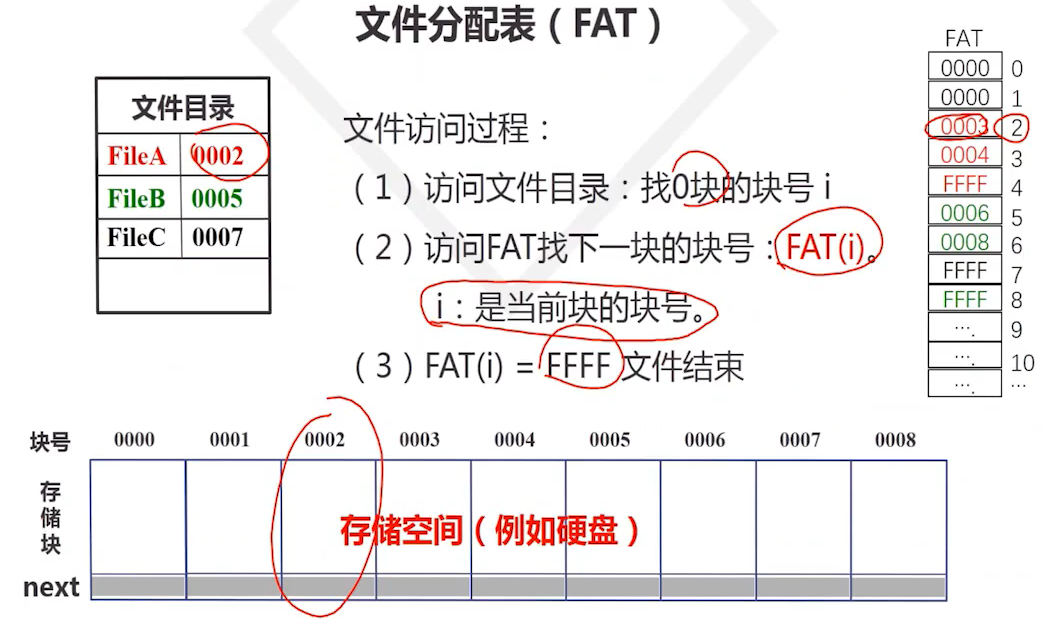 文件分配表（FAT）
文件目录
FileA 0002
FileB 0005
FileC 0007
文件访问过程：
（1）访问文件目录：找0块的块号 i
（2）访问FAT找下一块的块号：FAT(i)。
i：是当前块的块号。
（3）FAT(i) = FFFF 文件结束
FAT
0000 0
0000 1
0003 2
0004 3
FFFF 4
0006 5
0008 6
FFFF 7
FFFF 8
…. 9
…. 10
…. …
块号 0000 0001 0002 0003 0004 0005 0006 0007 0008
存储块
存储空间（例如硬盘）
next